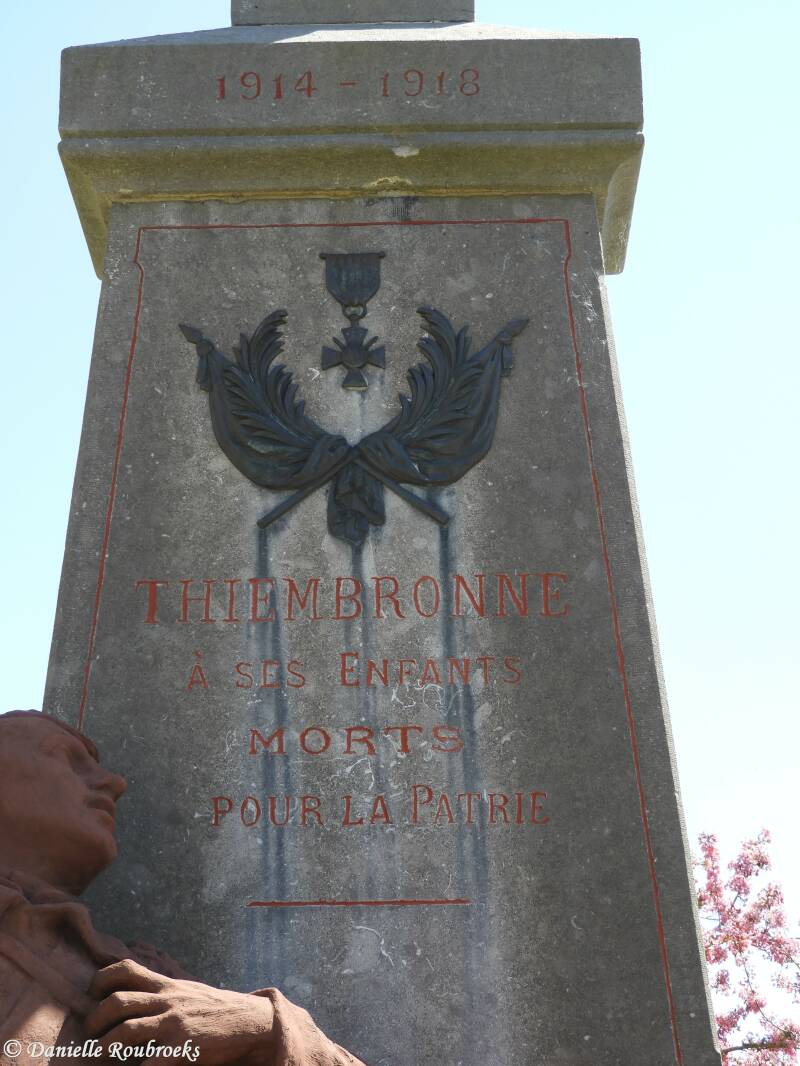 1914 - 1918
THIEMBRONNE
À SES ENFANTS
MORTS
POUR LA PATRIE
© Danielle Roubroeks